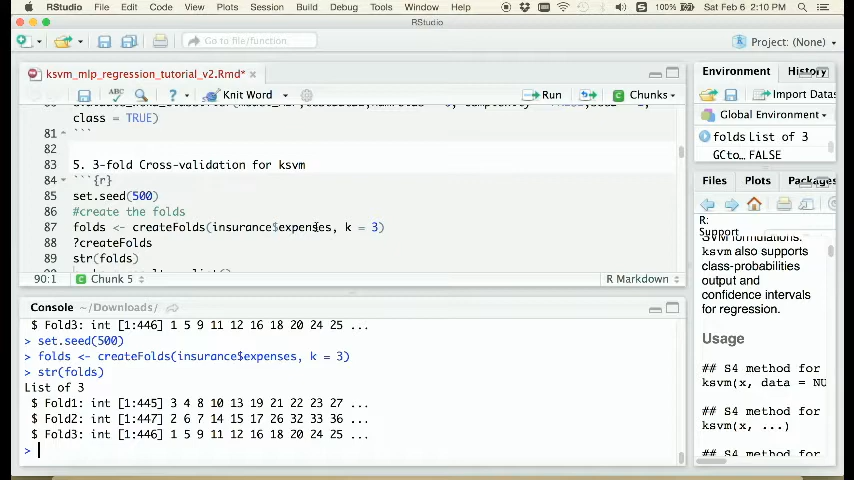 RStudio File Edit Code View Plots Session Build Debug Tools Window Help 100% Sat Feb 6 2:10 PM
RStudio
Go to file/function
Project: (None)
ksvm_mlp_regression_tutorial_v2.Rmd*
ABC ? Knit Word Run Chunks
class = TRUE)
81 ```
82
83 5. 3-fold Cross-validation for ksvm
84 ```{r}
85 set.seed(500)
86 #create the folds
87 folds <- createFolds(insurance$expenses, k = 3)
88 ?createFolds
89 str(folds)
90:1 Chunk 5 R Markdown
Console ~/Downloads/
$ Fold3: int [1:446] 1 5 9 11 12 16 18 20 24 25 ...
> set.seed(500)
> folds <- createFolds(insurance$expenses, k = 3)
> str(folds)
List of 3
$ Fold1: int [1:445] 3 4 8 10 13 19 21 22 23 27 ...
$ Fold2: int [1:447] 2 6 7 14 15 17 26 32 33 36 ...
$ Fold3: int [1:446] 1 5 9 11 12 16 18 20 24 25 ...
>
Environment History
Import Datas
Global Environment
folds List of 3
GCto… FALSE
Files Plots Packages
R:
Support
SVM formulations.
ksvm also supports
class-probabilities
output and
confidence intervals
for regression.
Usage
## S4 method for
ksvm(x, data = NU
## S4 method for
ksvm(x, ...)
## S4 method for